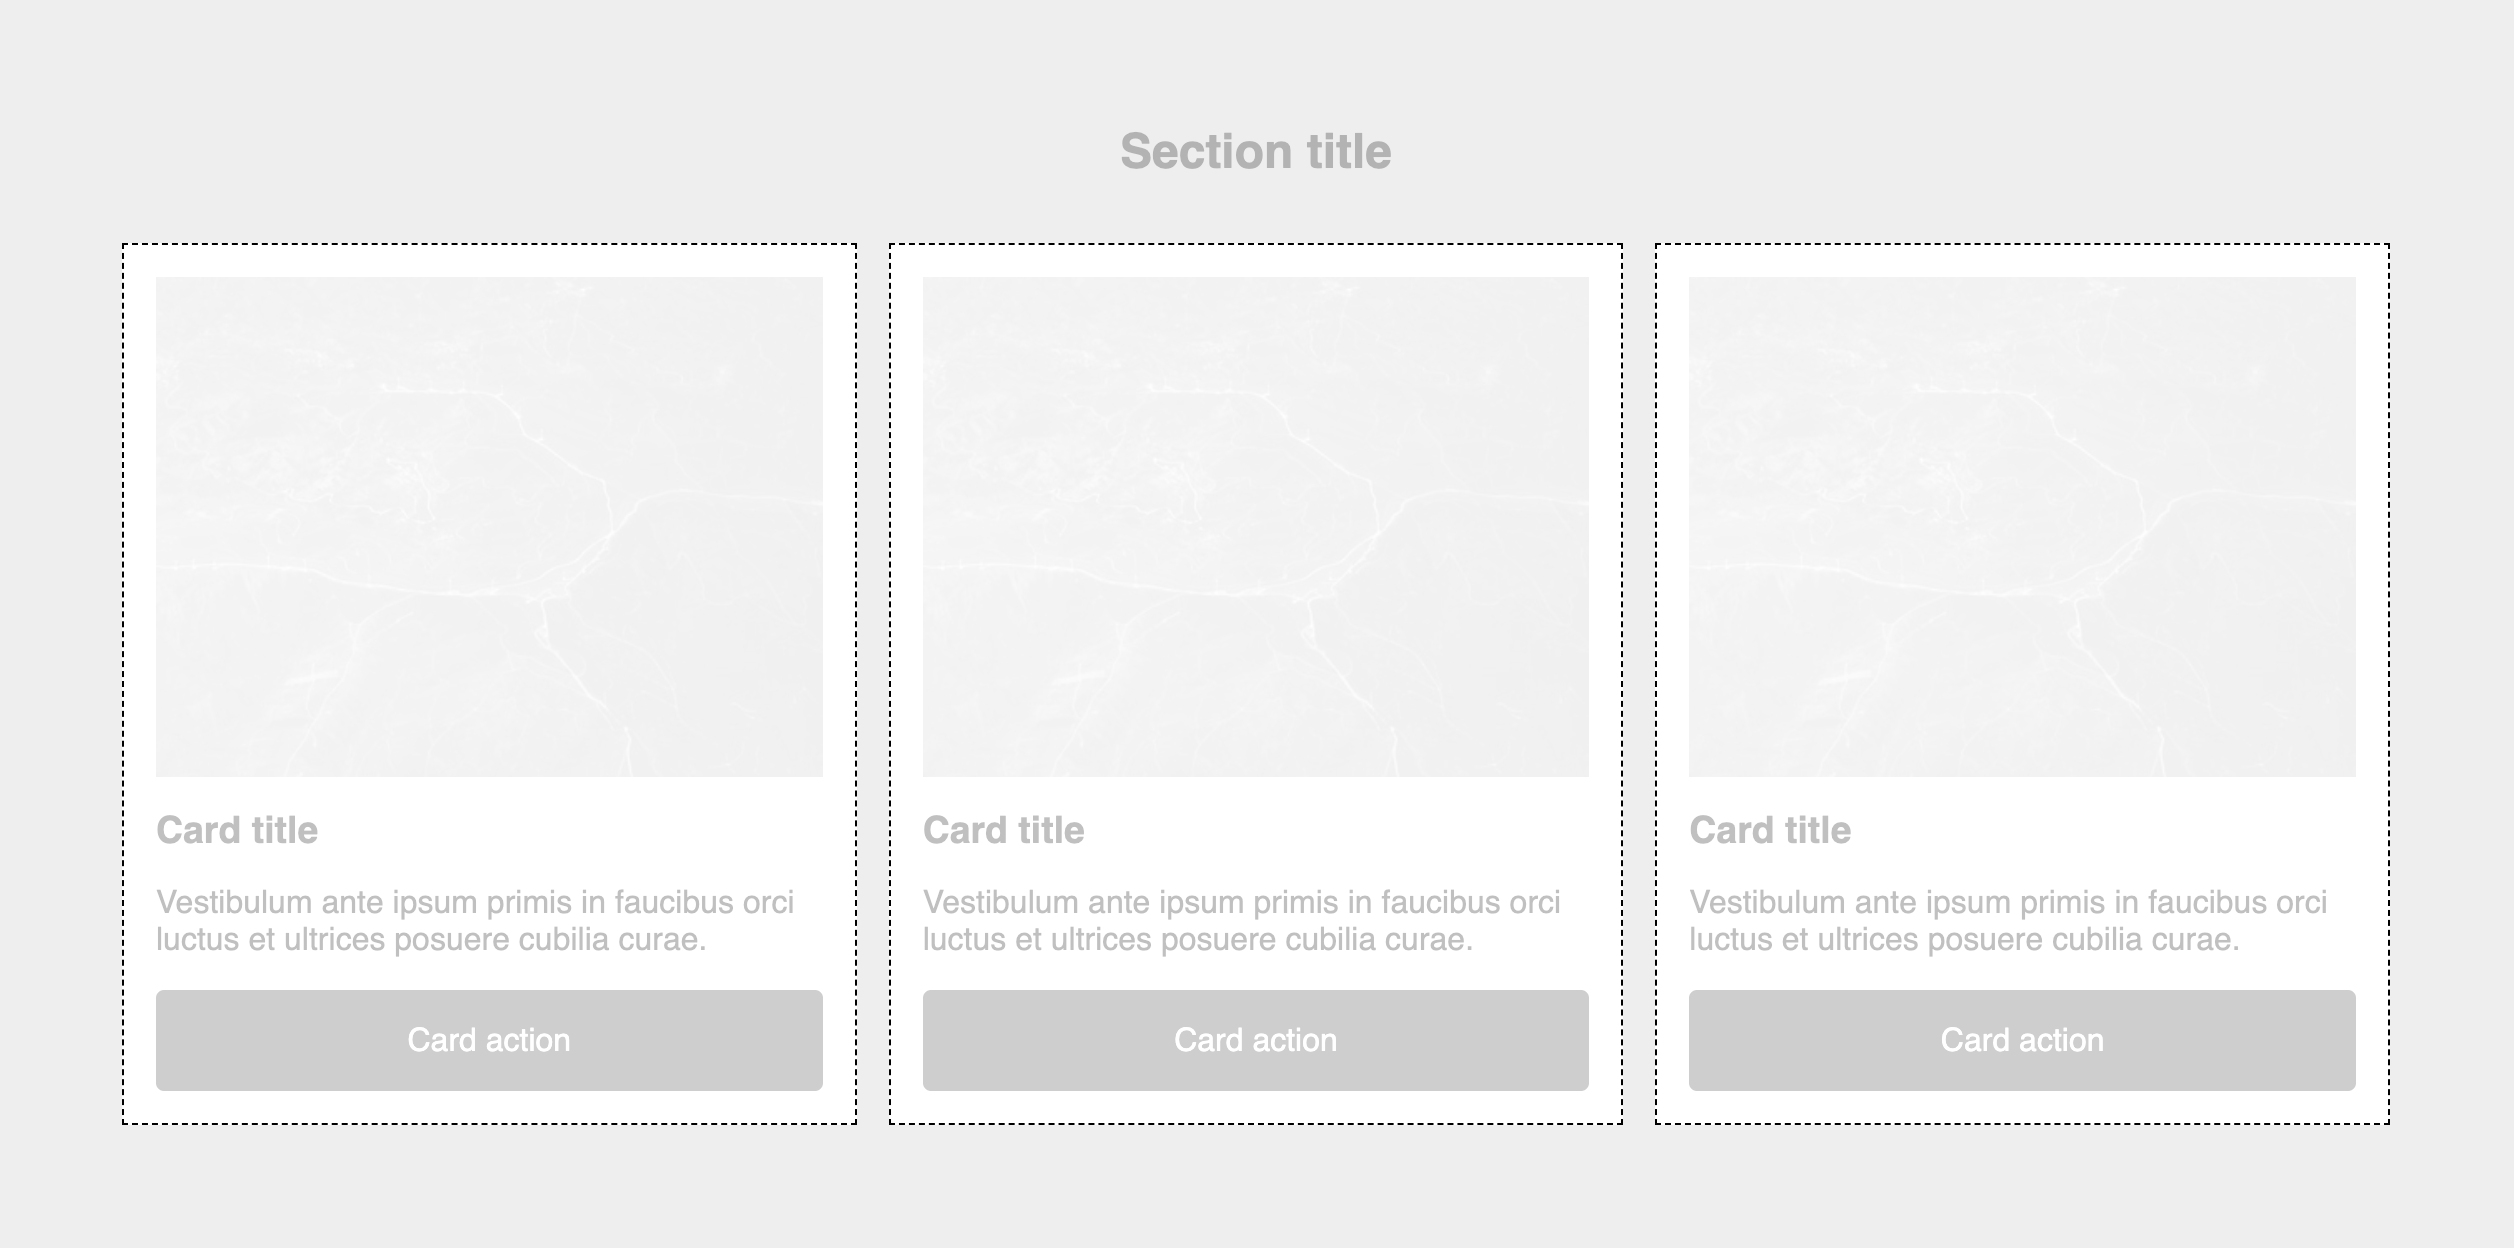 Section title
Card title
Vestibulum ante ipsum primis in faucibus orci
luctus et ultrices posuere cubilia curae.
Card action
Card title
Vestibulum ante ipsum primis in faucibus orci
luctus et ultrices posuere cubilia curae.
Card action
Card title
Vestibulum ante ipsum primis in faucibus orci
luctus et ultrices posuere cubilia curae.
Card action